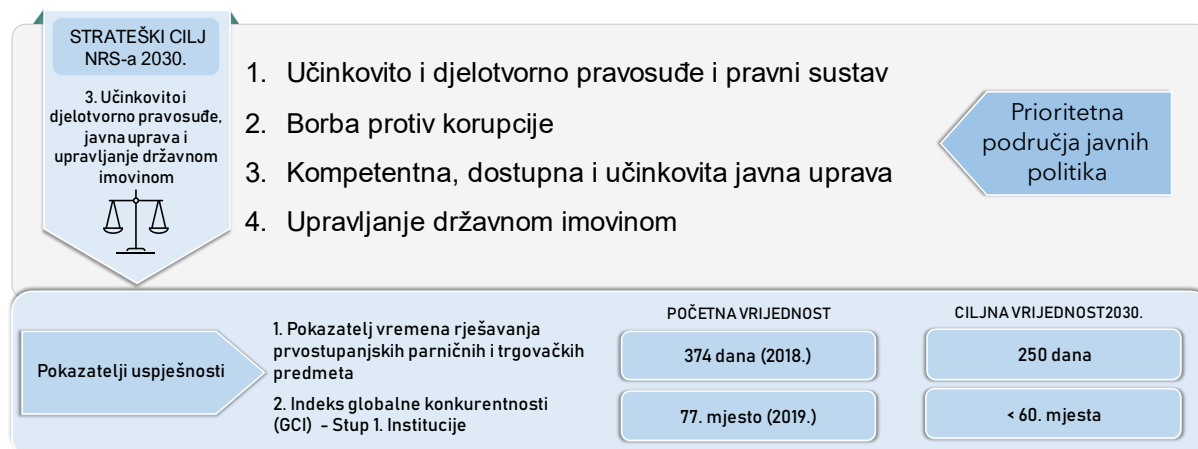 STRATEŠKI CILJ
NRS-a 2030.
3. Učinkovito i
djelotvorno pravosuđe,
javna uprava i
upravljanje državnom
imovinom
1. Učinkovito i djelotvorno pravosuđe i pravni sustav
2. Borba protiv korupcije
3. Kompetentna, dostupna i učinkovita javna uprava
4. Upravljanje državnom imovinom
Prioritetna
područja javnih
politika
Pokazatelji uspješnosti
POČETNA VRIJEDNOST
CILJNA VRIJEDNOST2030.
1. Pokazatelj vremena rješavanja
prvostupanjskih parničnih i trgovačkih
predmeta
374 dana (2018.)
250 dana
2. Indeks globalne konkurentnosti
(GCI) - Stup 1. Institucije
77. mjesto (2019.)
< 60. mjesta